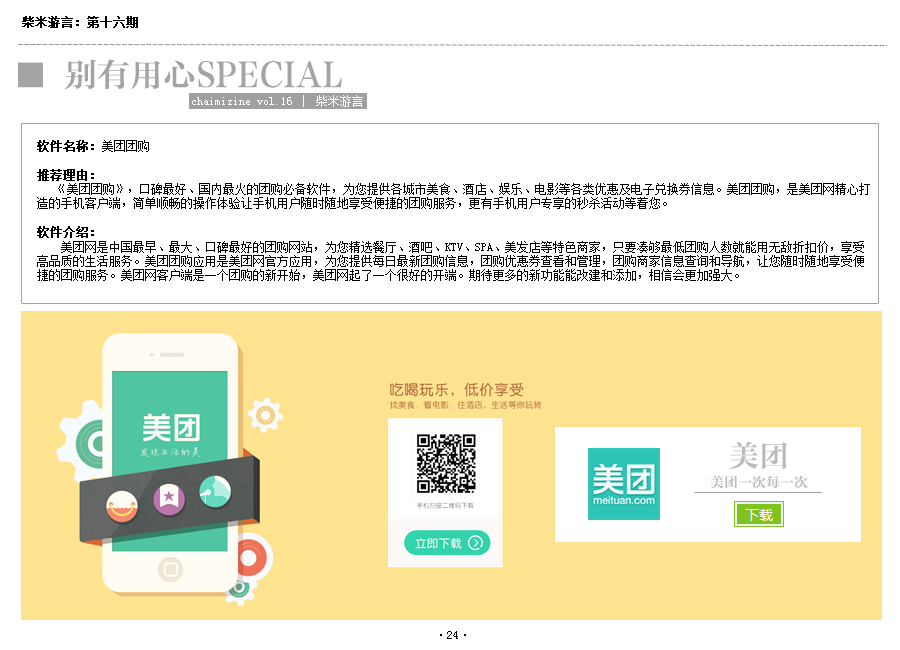 柴米游言：第十六期
别有用心SPECIAL
chaimizine vol.16 | 柴米游言
软件名称：美团团购
推荐理由：
《美团团购》，口碑最好、国内最火的团购必备软件，为您提供各城市美食、酒店、娱乐、电影等各类优惠及电子兑换券信息。美团团购，是美团网精心打
造的手机客户端，简单顺畅的操作体验让手机用户随时随地享受便捷的团购服务，更有手机用户专享的秒杀活动等着您。
软件介绍：
美团网是中国最早、最大、口碑最好的团购网站，为您精选餐厅、酒吧、KTV、SPA、美发店等特色商家，只要凑够最低团购人数就能用无敌折扣价，享受
高品质的生活服务。美团团购应用是美团网官方应用，为您提供每日最新团购信息，团购优惠券查看和管理，团购商家信息查询和导航，让您随时随地享受便
捷的团购服务。美团网客户端是一个团购的新开始，美团网起了一个很好的开端。期待更多的新功能能改建和添加，相信会更加强大。
美团
发现生活的美
吃喝玩乐，低价享受
找美食、看电影、住酒店，生活等你玩转
手机扫描二维码下载
立即下载
美团
meituan.com
美团
美团一次每一次
下载
·24·